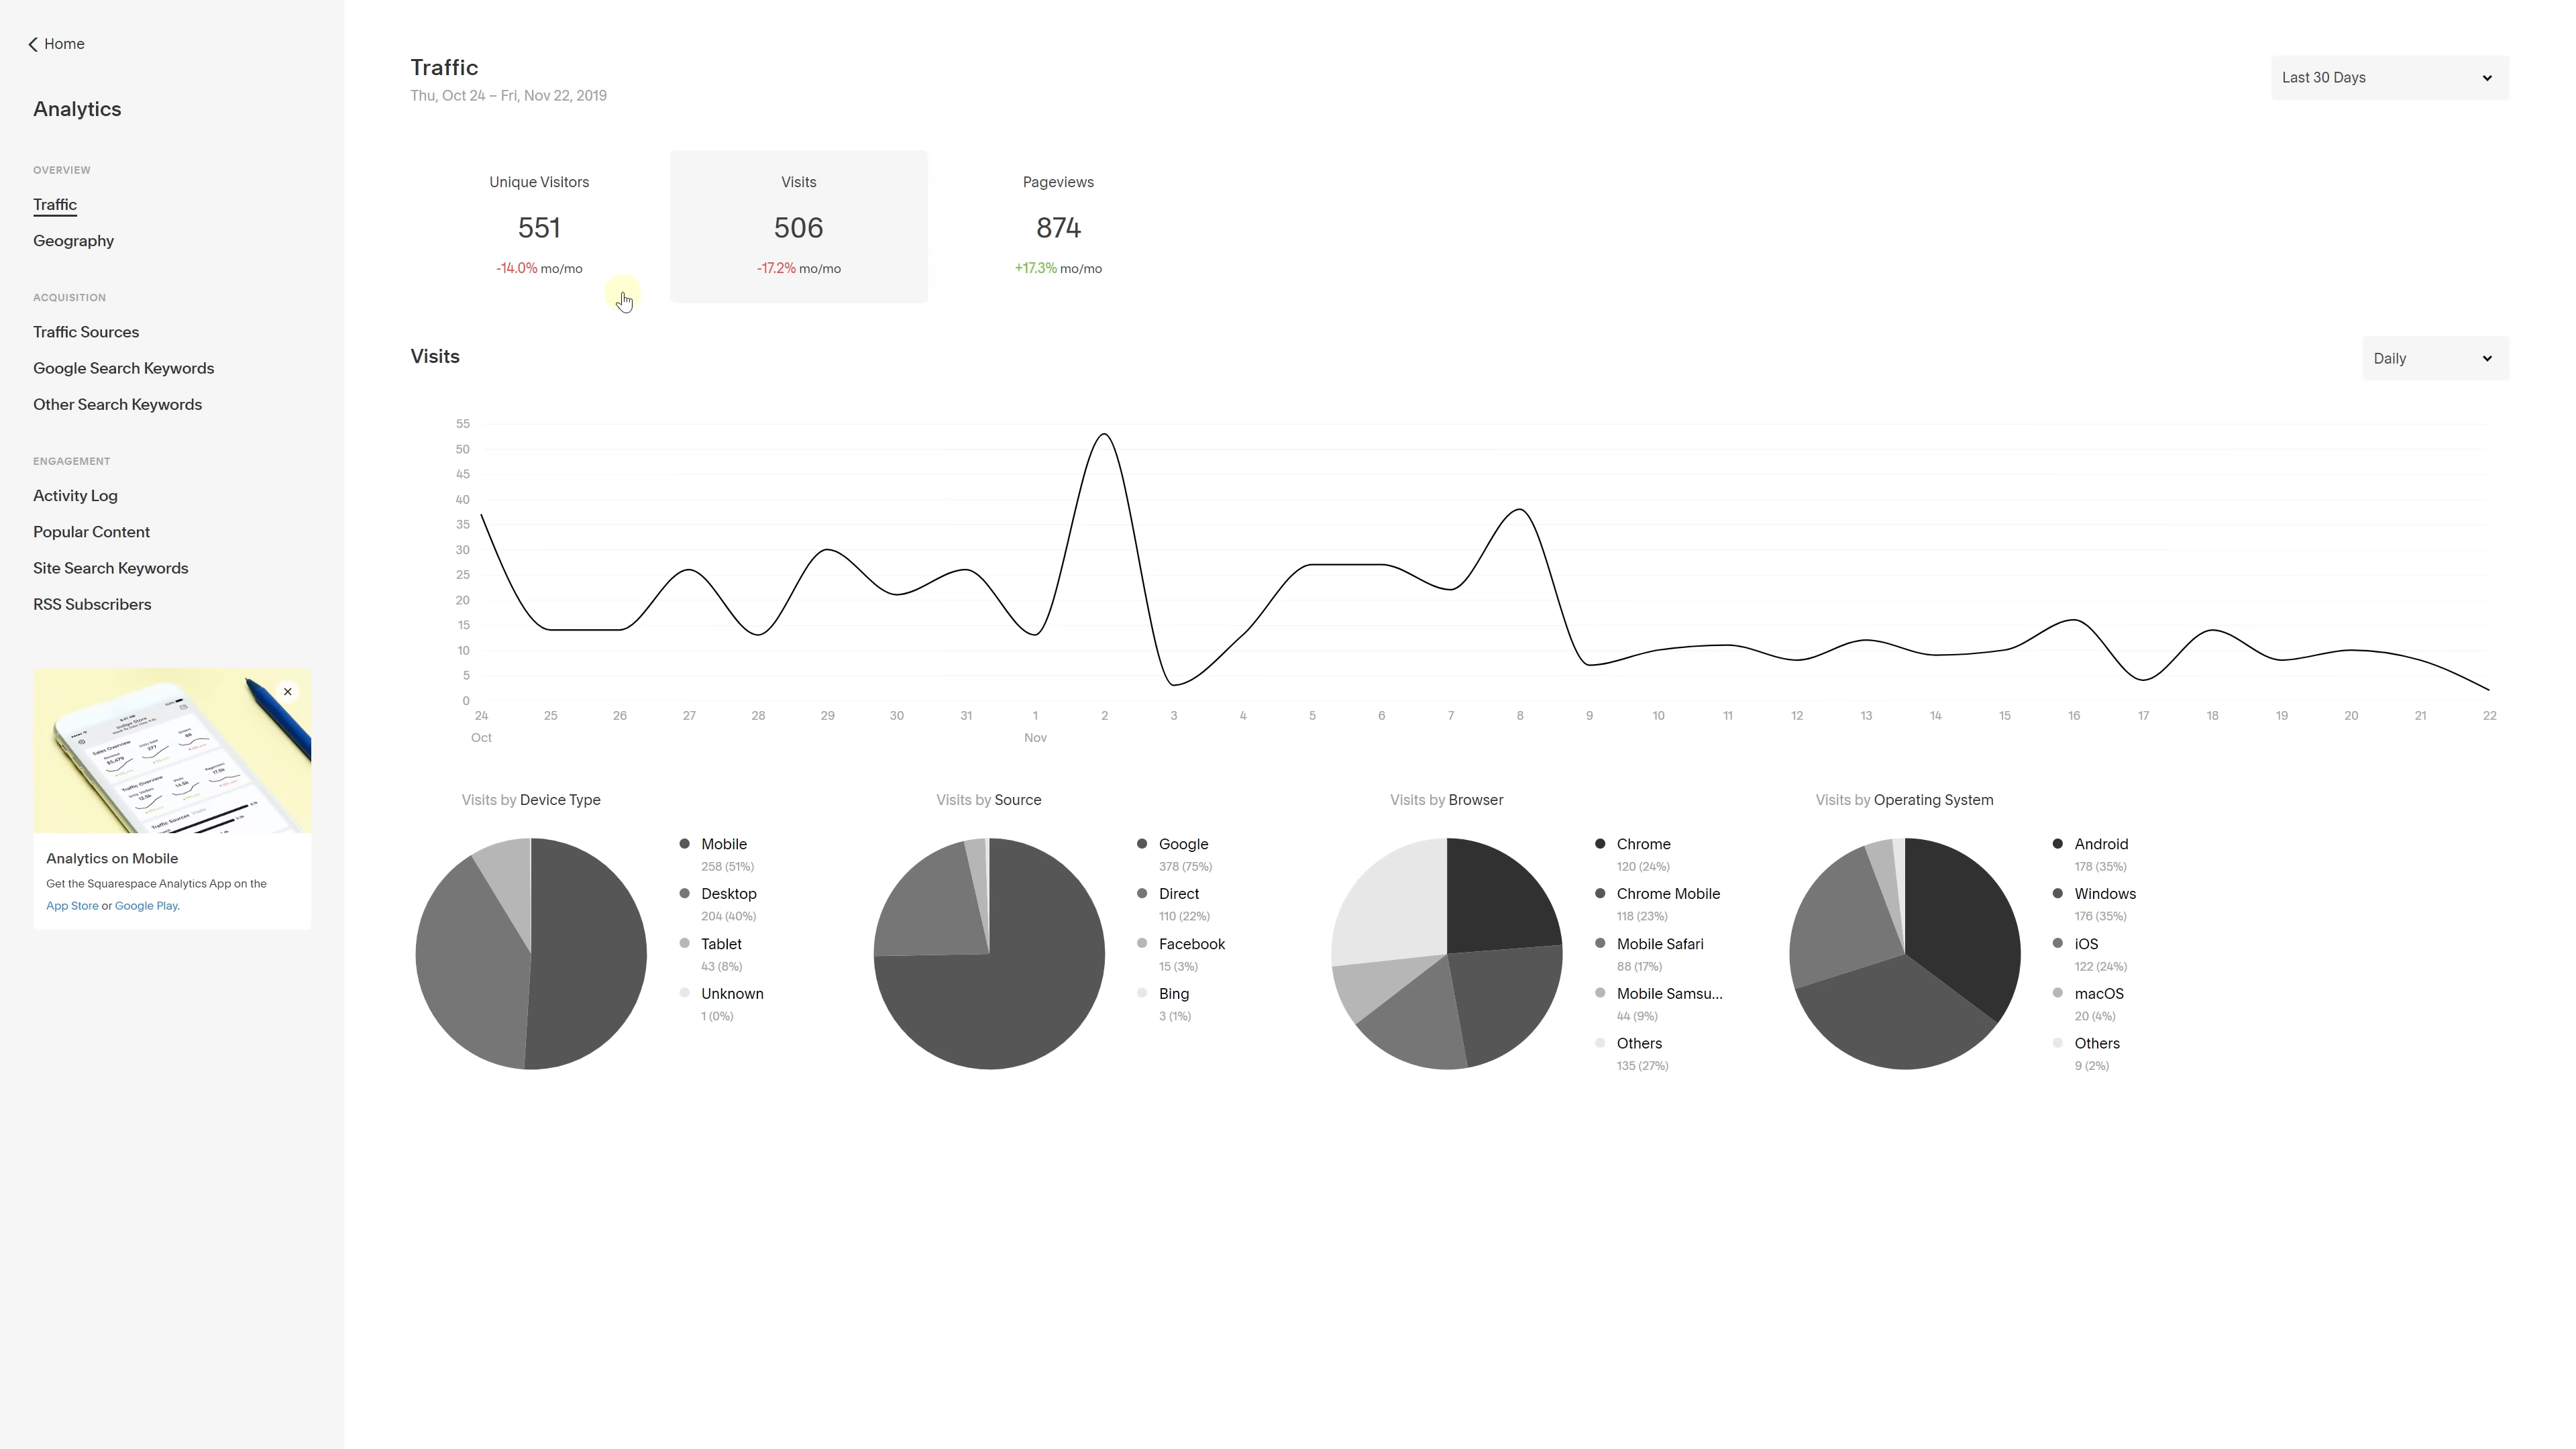 Home
Analytics
OVERVIEW
Traffic
Geography
ACQUISITION
Traffic Sources
Google Search Keywords
Other Search Keywords
ENGAGEMENT
Activity Log
Popular Content
Site Search Keywords
RSS Subscribers
Sales Overview
Traffic Overview
Traffic Sources
Analytics on Mobile
Get the Squarespace Analytics App on the
App Store or Google Play.
Traffic
Thu, Oct 24 – Fri, Nov 22, 2019
Last 30 Days
Unique Visitors
551
-14.0% mo/mo
Visits
506
-17.2% mo/mo
Pageviews
874
+17.3% mo/mo
Visits
Daily
55
50
45
40
35
30
25
20
15
10
5
0
24 25 26 27 28 29 30 31 1 2 3 4 5 6 7 8 9 10 11 12 13 14 15 16 17 18 19 20 21 22
Oct Nov
Visits by Device Type
Mobile
258 (51%)
Desktop
204 (40%)
Tablet
43 (8%)
Unknown
1 (0%)
Visits by Source
Google
378 (75%)
Direct
110 (22%)
Facebook
15 (3%)
Bing
3 (1%)
Visits by Browser
Chrome
120 (24%)
Chrome Mobile
118 (23%)
Mobile Safari
88 (17%)
Mobile Samsu...
44 (9%)
Others
135 (27%)
Visits by Operating System
Android
178 (35%)
Windows
176 (35%)
iOS
122 (24%)
macOS
20 (4%)
Others
9 (2%)